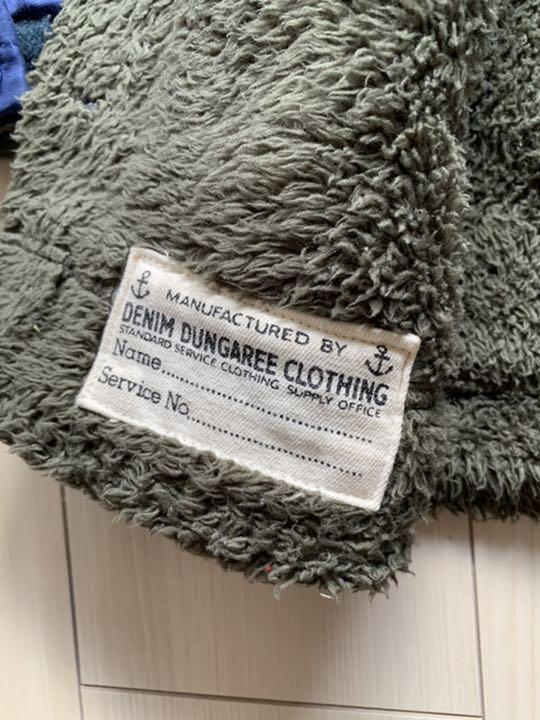 MANUFACTURED BY
DENIM DUNGAREE CLOTHING
STANDARD SERVICE CLOTHING SUPPLY OFFICE
Name....................................
Service No..............................